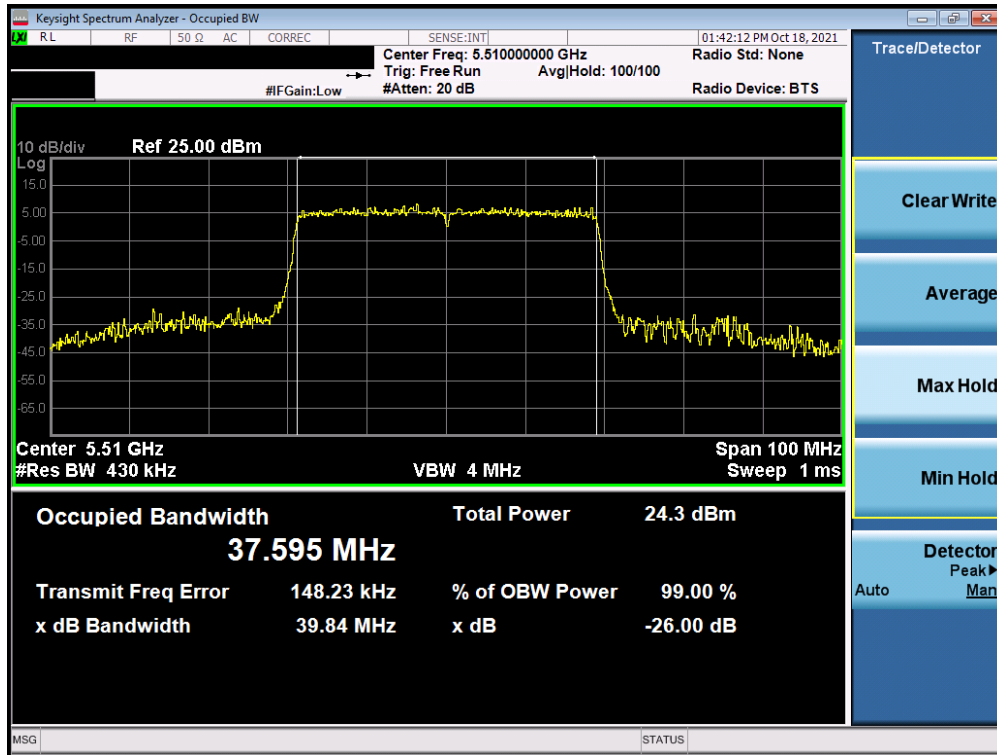 Keysight Spectrum Analyzer - Occupied BW
LXI RL RF 50 Ω AC CORREC SENSE:INT 01:42:12 PM Oct 18, 2021
Center Freq: 5.510000000 GHz Radio Std: None
Trig: Free Run Avg|Hold: 100/100
#IFGain:Low #Atten: 20 dB Radio Device: BTS
Trace/Detector
10 dB/div Ref 25.00 dBm
Log
15.0
5.00
-5.00
-15.0
-25.0
-35.0
-45.0
-55.0
-65.0
Center 5.51 GHz Span 100 MHz
#Res BW 430 kHz VBW 4 MHz Sweep 1 ms
Occupied Bandwidth Total Power 24.3 dBm
37.595 MHz
Transmit Freq Error 148.23 kHz % of OBW Power 99.00 %
x dB Bandwidth 39.84 MHz x dB -26.00 dB
Clear Write
Average
Max Hold
Min Hold
Detector
Peak▶
Auto Man
MSG STATUS